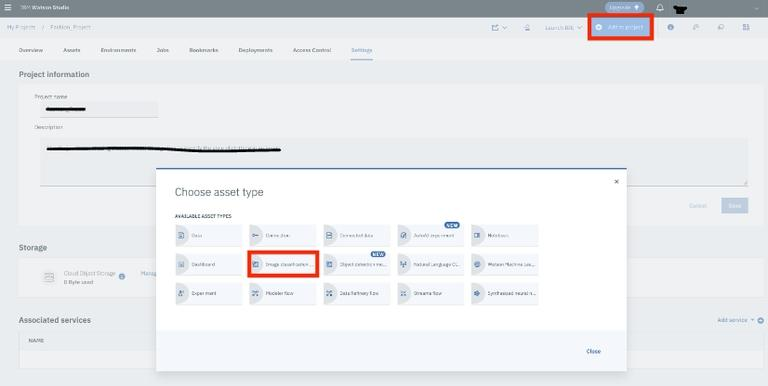 IBM Watson Studio
Upgrade
My Projects / Fashion_Project
Launch IDE
Add to project
Overview Assets Environments Jobs Bookmarks Deployments Access Control Settings
Project information
Project name
Description
Choose asset type
AVAILABLE ASSET TYPES
NEW
Data Connection Connected data AutoAI experiment Notebook
NEW
Dashboard Image classification ... Object detection mo... Natural Language Cl... Watson Machine Lea...
Experiment Modeler flow Data Refinery flow Streams flow Synthesized neural n...
Cancel Save
Storage
Cloud Object Storage
0 Byte used
Manag
Associated services
Add service
NAME
Close